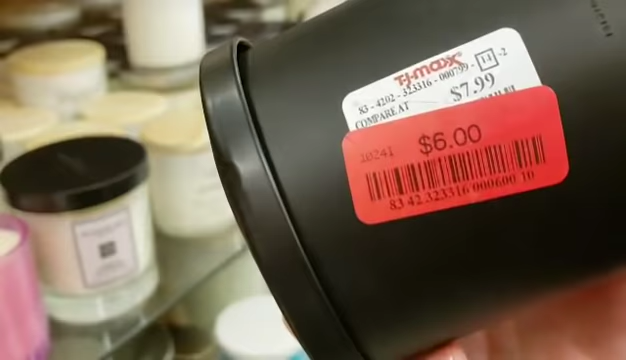 TJ-maxx
83 - 4202 - 323316 - 000799 - 11 -2
COMPARE AT
$7.99
10241
$6.00
83 42 323316 000600 10